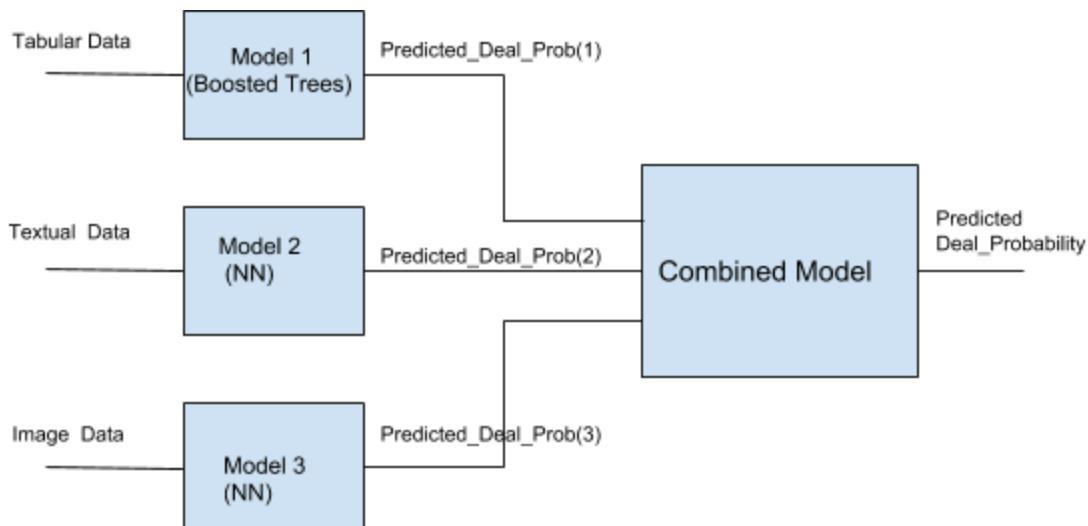 Tabular Data
Model 1
(Boosted Trees)
Predicted_Deal_Prob(1)
Textual Data
Model 2
(NN)
Predicted_Deal_Prob(2)
Combined Model
Predicted
Deal_Probability
Image Data
Model 3
(NN)
Predicted_Deal_Prob(3)